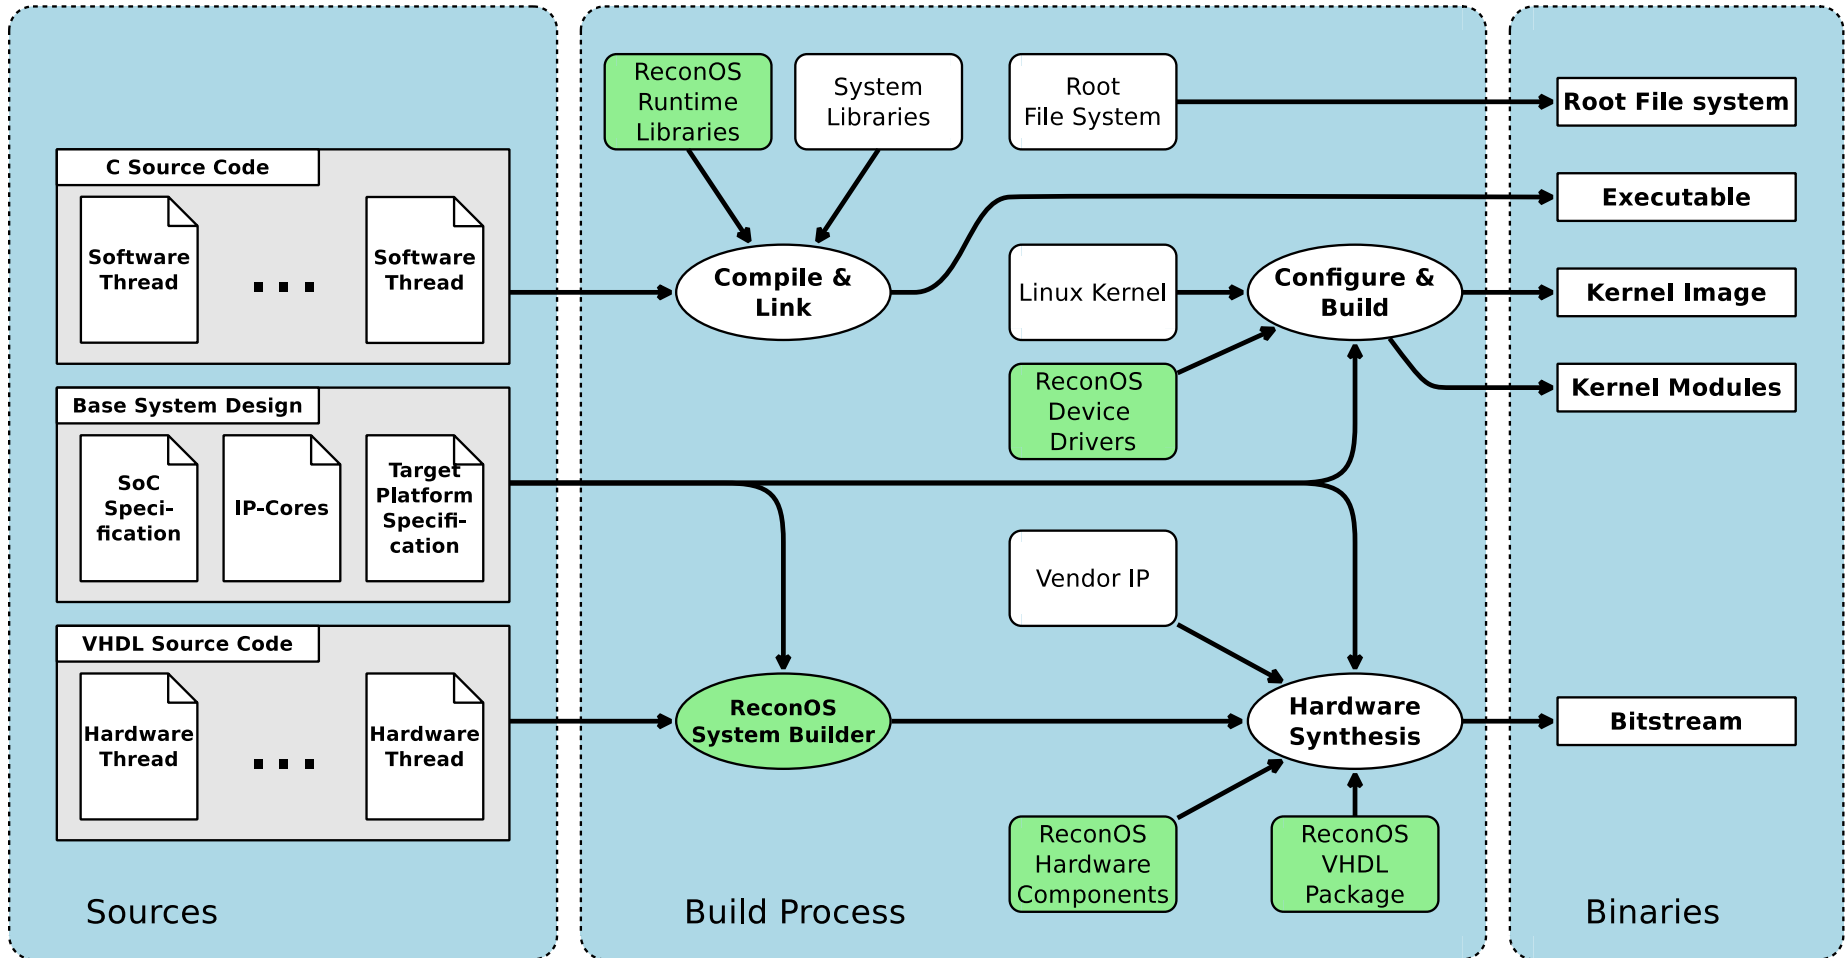 C Source Code
Software
Thread
. . .
Software
Thread
Base System Design
SoC
Speci-
fication
IP-Cores
Target
Platform
Specifi-
cation
VHDL Source Code
Hardware
Thread
. . .
Hardware
Thread
Sources
ReconOS
Runtime
Libraries
System
Libraries
Root
File System
Compile &
Link
Linux Kernel
Configure &
Build
ReconOS
Device
Drivers
Vendor IP
ReconOS
System Builder
Hardware
Synthesis
ReconOS
Hardware
Components
ReconOS
VHDL
Package
Build Process
Root File system
Executable
Kernel Image
Kernel Modules
Bitstream
Binaries